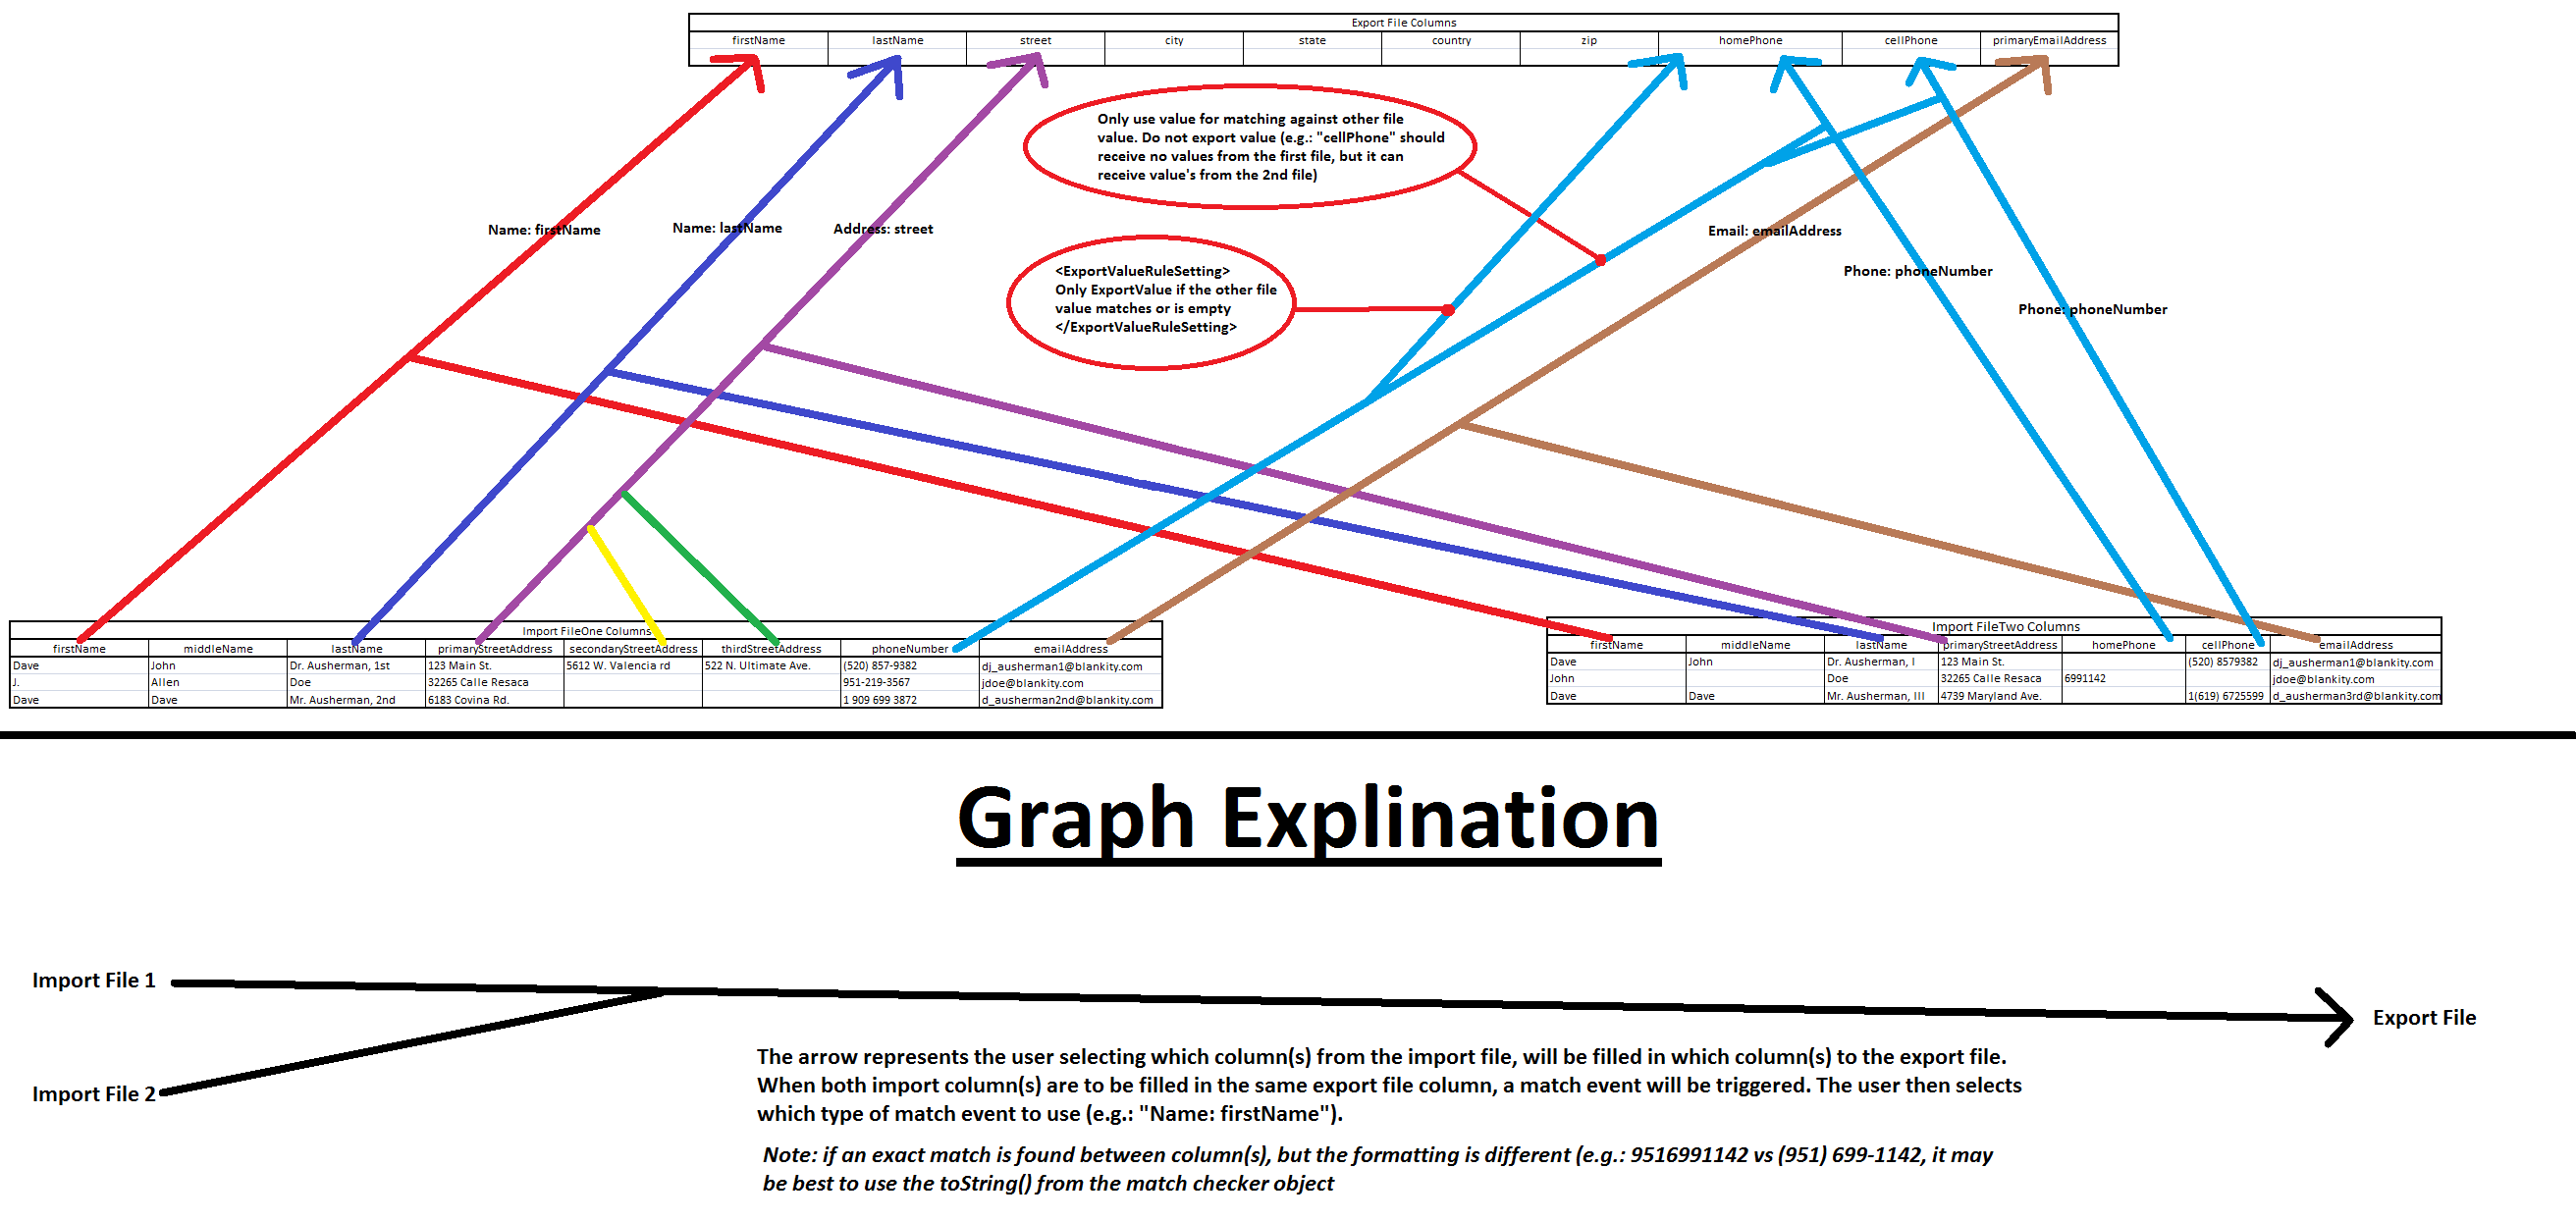 Export File Columns
firstName lastName street city state country zip homePhone cellPhone primaryEmailAddress
Only use value for matching against other file
value. Do not export value (e.g.: "cellPhone" should
receive no values from the first file, but it can
receive value's from the 2nd file)
Name: firstName
Name: lastName
Address: street
Email: emailAddress
<ExportValueRuleSetting>
Only ExportValue if the other file
value matches or is empty
</ExportValueRuleSetting>
Phone: phoneNumber
Phone: phoneNumber
Import FileOne Columns
firstName middleName lastName primaryStreetAddress secondaryStreetAddress thirdStreetAddress phoneNumber emailAddress
Dave John Dr. Ausherman, 1st 123 Main St. 5612 W. Valencia rd 522 N. Ultimate Ave. (520) 857-9382 dj_ausherman1@blankity.com
J. Allen Doe 32265 Calle Resaca 951-219-3567 jdoe@blankity.com
Dave Dave Mr. Ausherman, 2nd 6183 Covina Rd. 1 909 699 3872 d_ausherman2nd@blankity.com
Import FileTwo Columns
firstName middleName lastName primaryStreetAddress homePhone cellPhone emailAddress
Dave John Dr. Ausherman, I 123 Main St. (520) 8579382 dj_ausherman1@blankity.com
John Doe 32265 Calle Resaca 6991142 jdoe@blankity.com
Dave Dave Mr. Ausherman, III 4739 Maryland Ave. 1(619) 6725599 d_ausherman3rd@blankity.com
Graph Explination
Import File 1
Import File 2
Export File
The arrow represents the user selecting which column(s) from the import file, will be filled in which column(s) to the export file.
When both import column(s) are to be filled in the same export file column, a match event will be triggered. The user then selects
which type of match event to use (e.g.: "Name: firstName").
Note: if an exact match is found between column(s), but the formatting is different (e.g.: 9516991142 vs (951) 699-1142, it may
be best to use the toString() from the match checker object